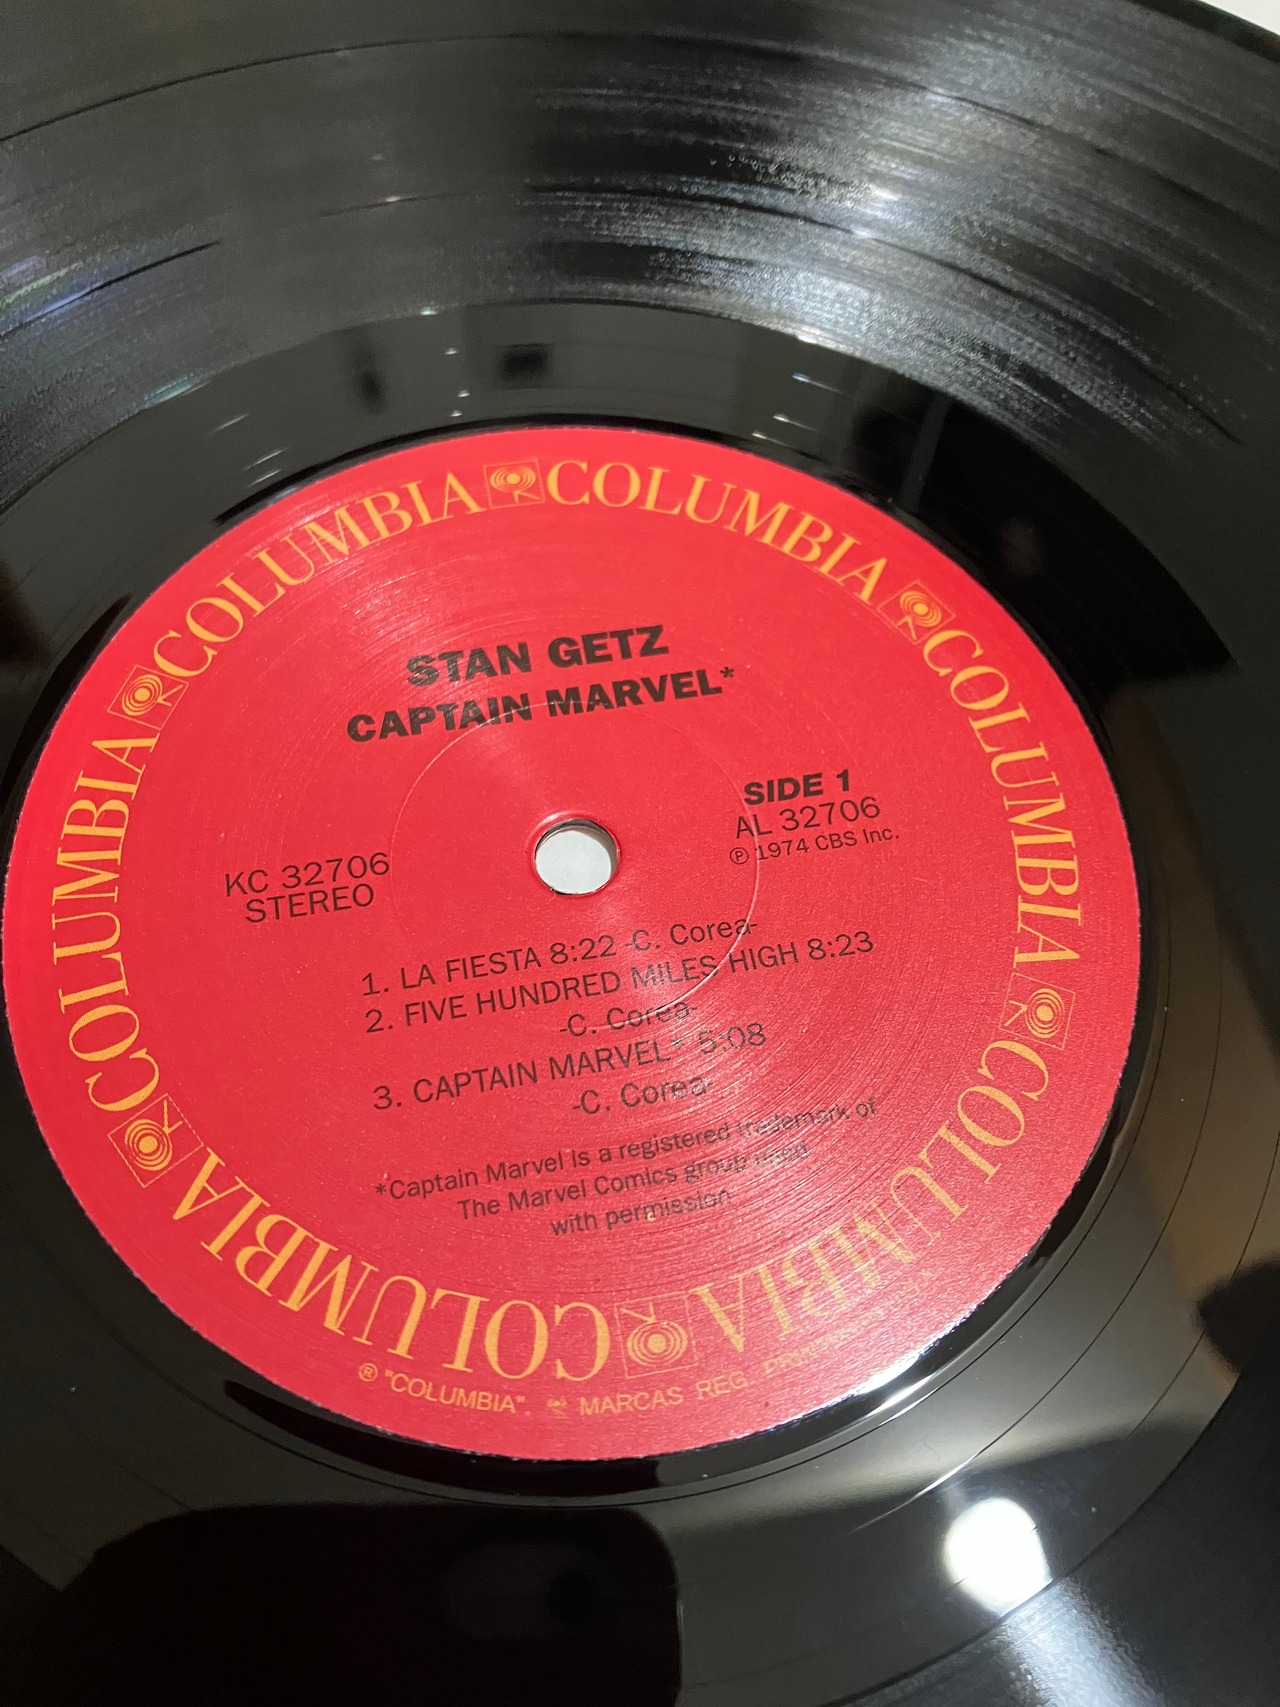 COLUMBIA COLUMBIA COLUMBIA COLUMBIA COLUMBIA COLUMBIA
STAN GETZ
CAPTAIN MARVEL*
SIDE 1
AL 32706
℗ 1974 CBS Inc.
KC 32706
STEREO
1. LA FIESTA 8:22 -C. Corea-
2. FIVE HUNDRED MILES HIGH 8:23
-C. Corea-
3. CAPTAIN MARVEL* 5:08
-C. Corea-
*Captain Marvel is a registered trademark of
The Marvel Comics group used
with permission
® "COLUMBIA", MARCAS REG.